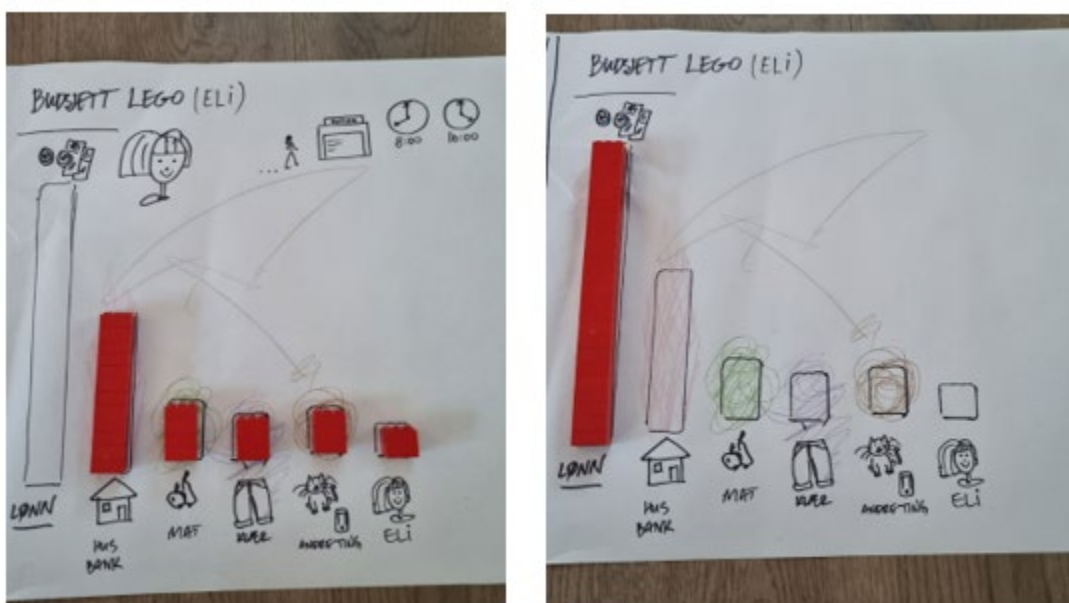 BUDSJETT LEGO (ELI)
8:00
16:00
LØNN
HUS
BANK
MAT
KLÆR
ANDRE TING
ELI
BUDSJETT LEGO (ELI)
LØNN
HUS
BANK
MAT
KLÆR
ANDRE TING
ELI